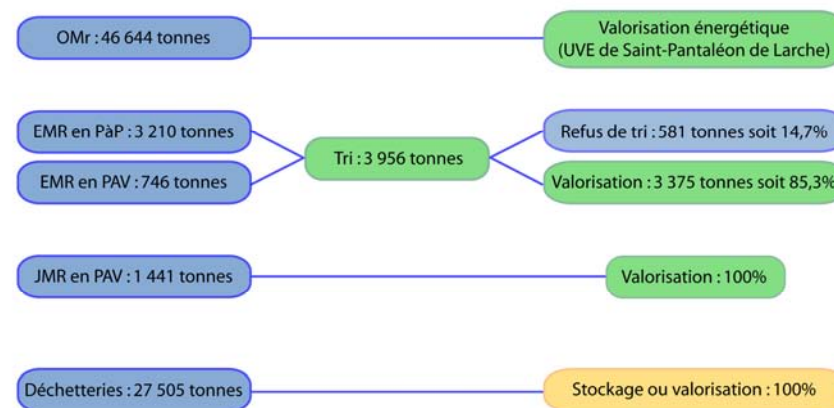 OMr : 46 644 tonnes
Valorisation énergétique
(UVE de Saint-Pantaléon de Larche)
EMR en PàP : 3 210 tonnes
EMR en PAV : 746 tonnes
Tri : 3 956 tonnes
Refus de tri : 581 tonnes soit 14,7%
Valorisation : 3 375 tonnes soit 85,3%
JMR en PAV : 1 441 tonnes
Valorisation : 100%
Déchetteries : 27 505 tonnes
Stockage ou valorisation : 100%